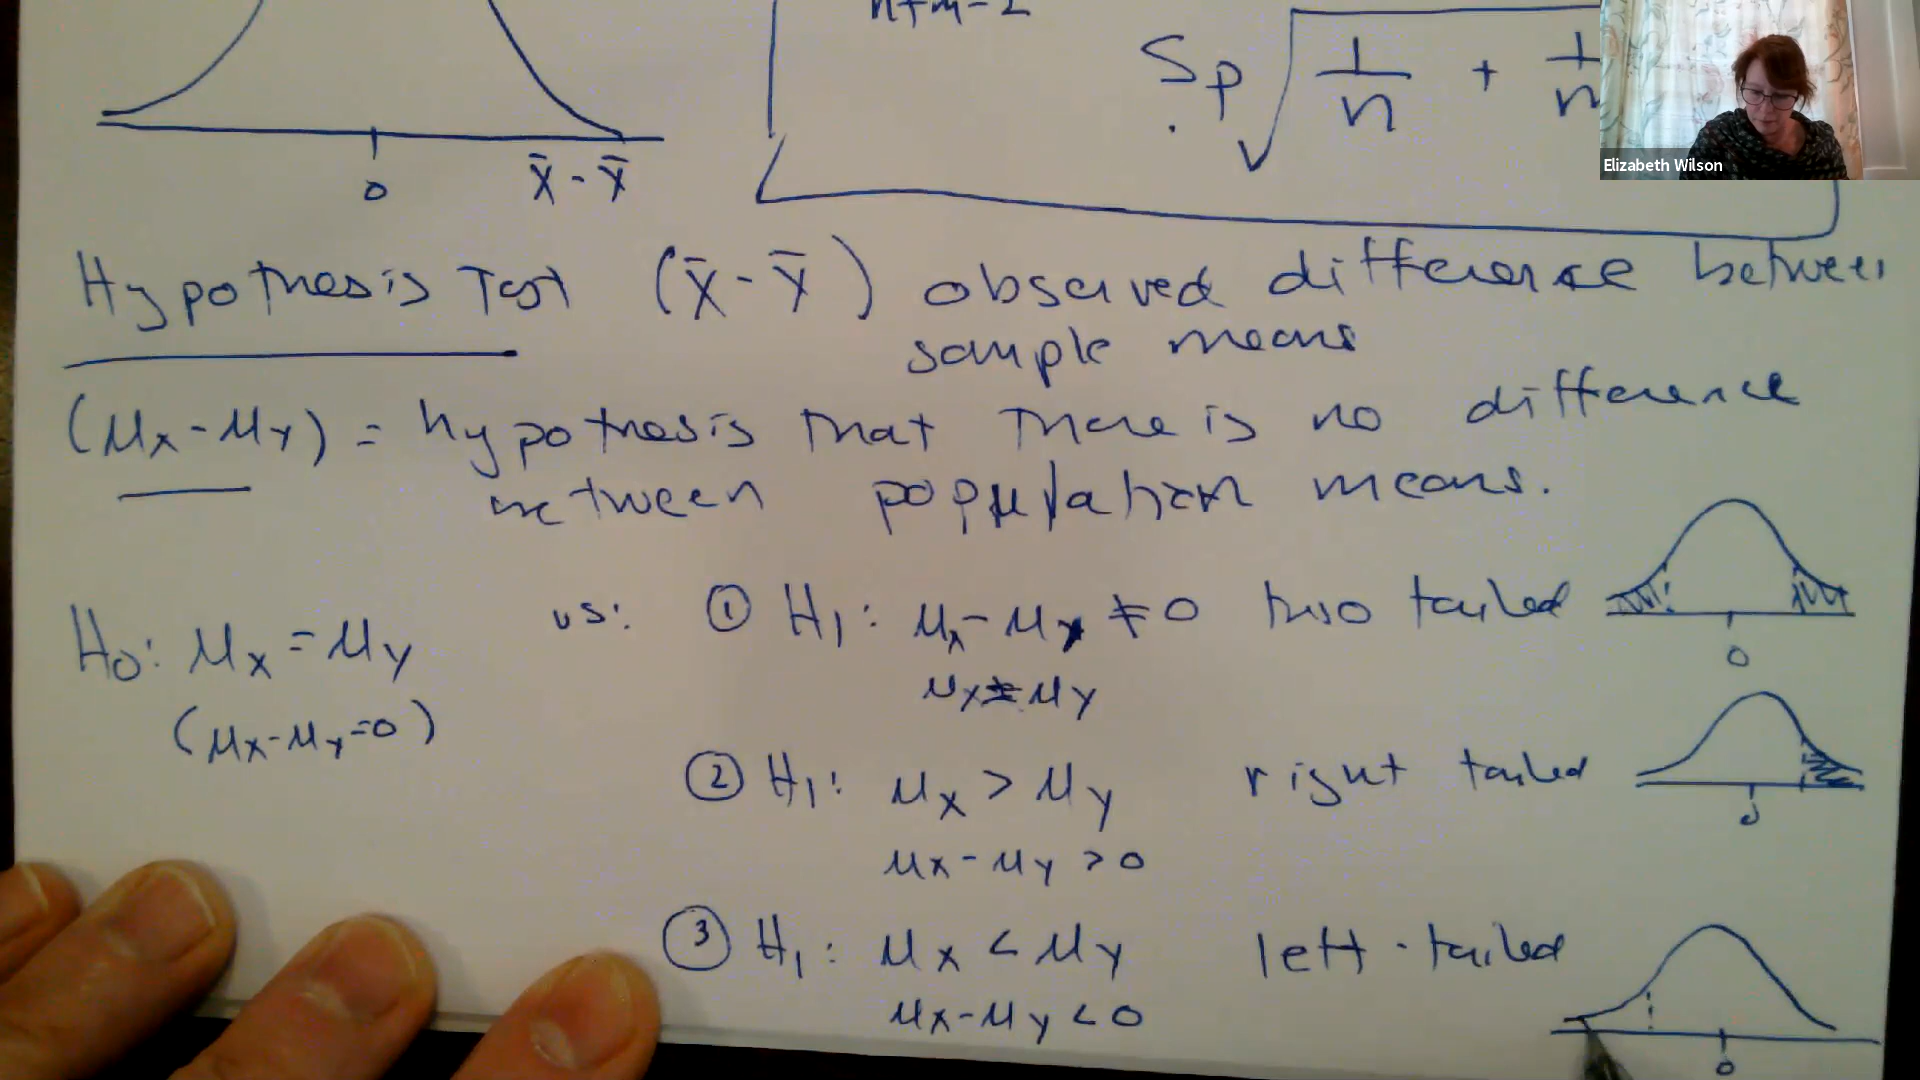 n+m-2
Sp√ 1/n + 1/m
Elizabeth Wilson
0 X̄ - Ȳ
Hypothesis Test (X̄ - Ȳ) observed difference between
sample means
(μx - μy) = hypothesis that there is no difference
between population means.
H0: μx = μy vs: ① H1: μx - μy ≠ 0 two tailed
0
(μx-μy=0) μx≠μy
② H1: μx > μy right tailed
0
μx - μy > 0
③ H1: μx < μy left-tailed
μx-μy < 0
0